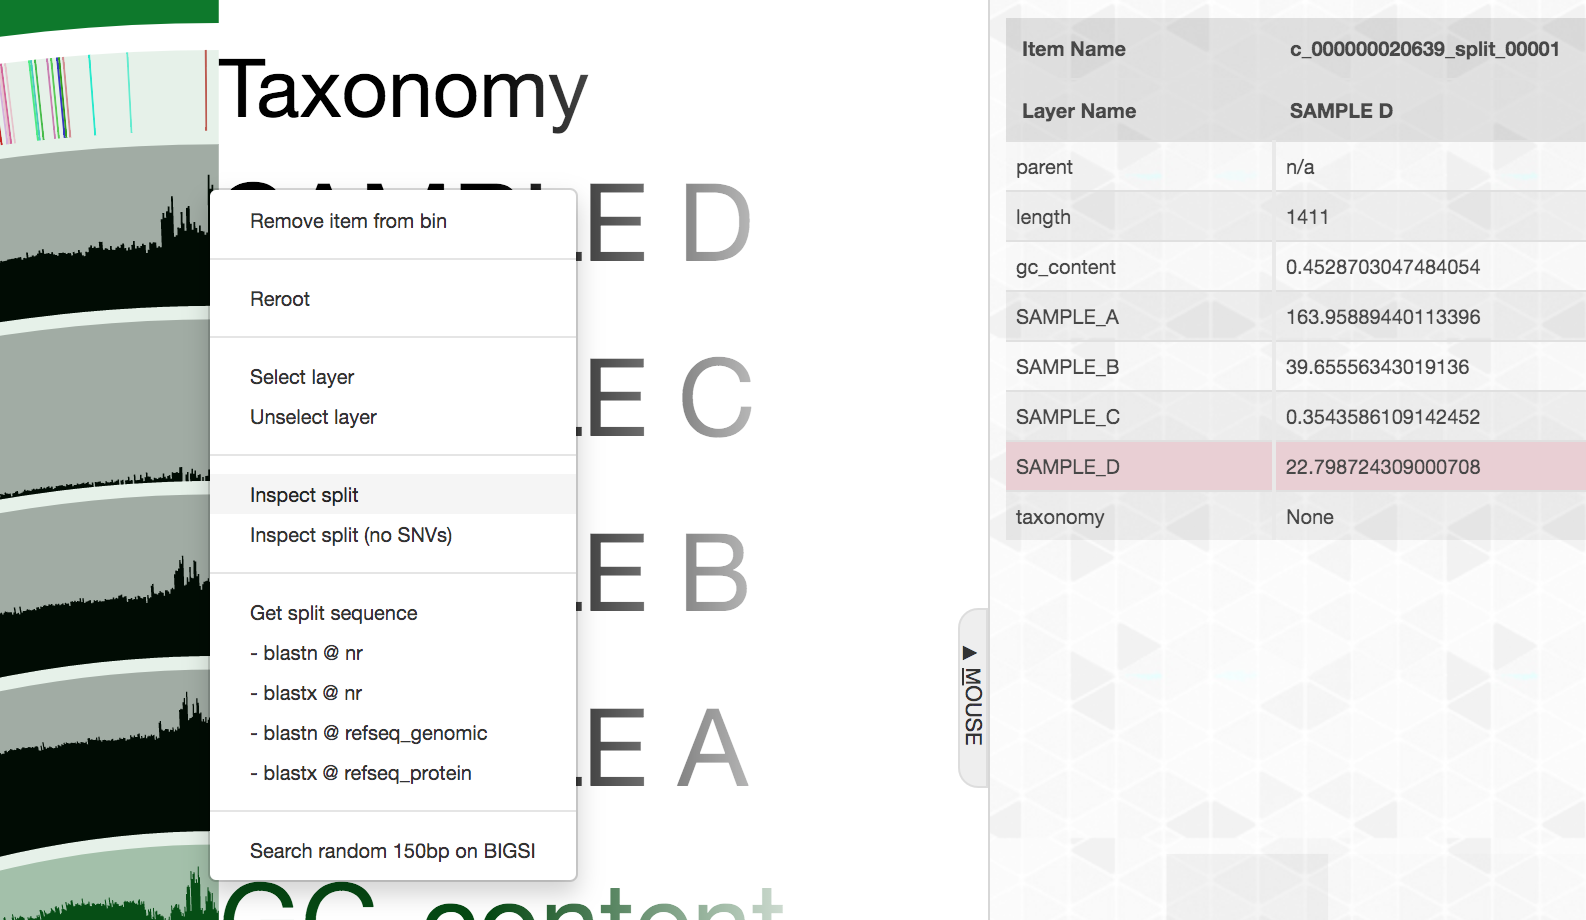 Taxonomy
E D
E C
E B
E A
GC content
Remove item from bin
Reroot
Select layer
Unselect layer
Inspect split
Inspect split (no SNVs)
Get split sequence
- blastn @ nr
- blastx @ nr
- blastn @ refseq_genomic
- blastx @ refseq_protein
Search random 150bp on BIGSI
▲ MOUSE
Item Name c_000000020639_split_00001
Layer Name SAMPLE D
parent n/a
length 1411
gc_content 0.4528703047484054
SAMPLE_A 163.95889440113396
SAMPLE_B 39.65556343019136
SAMPLE_C 0.3543586109142452
SAMPLE_D 22.798724309000708
taxonomy None